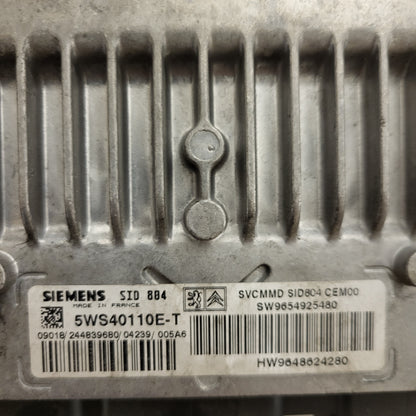 SIEMENS SID 804
MADE IN FRANCE
5WS40110E-T
09018/244839680/04239/005A6
SVCMMD SID804 CEM00
SW9654925480
HW9648624280